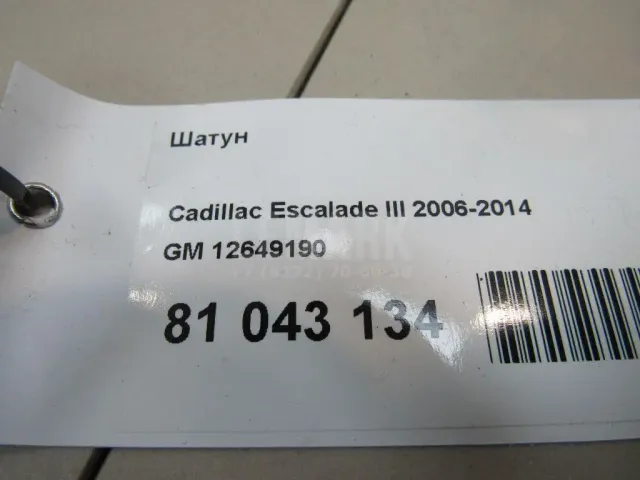 Шатун
Cadillac Escalade III 2006-2014
GM 12649190
81 043 134